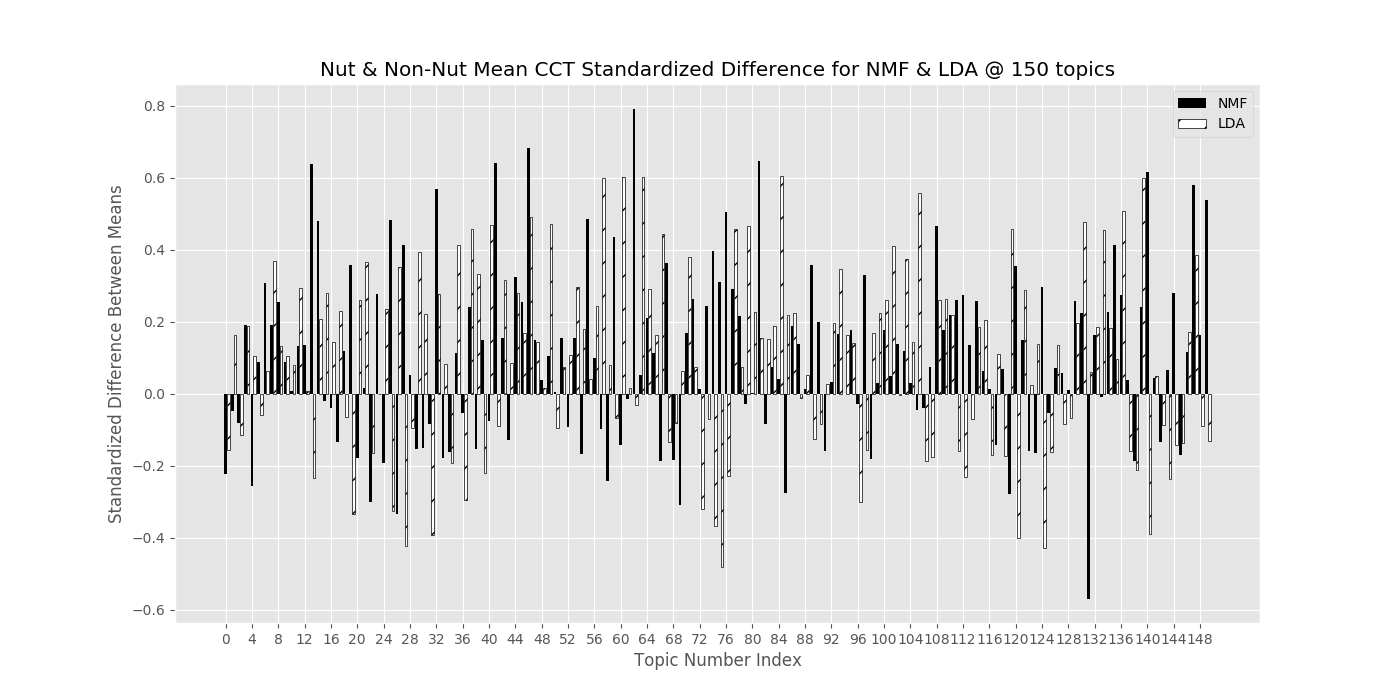 Nut & Non-Nut Mean CCT Standardized Difference for NMF & LDA @ 150 topics
NMF
LDA
Standardized Difference Between Means
0.8
0.6
0.4
0.2
0.0
−0.2
−0.4
−0.6
0 4 8 12 16 20 24 28 32 36 40 44 48 52 56 60 64 68 72 76 80 84 88 92 96 100 104 108 112 116 120 124 128 132 136 140 144 148
Topic Number Index